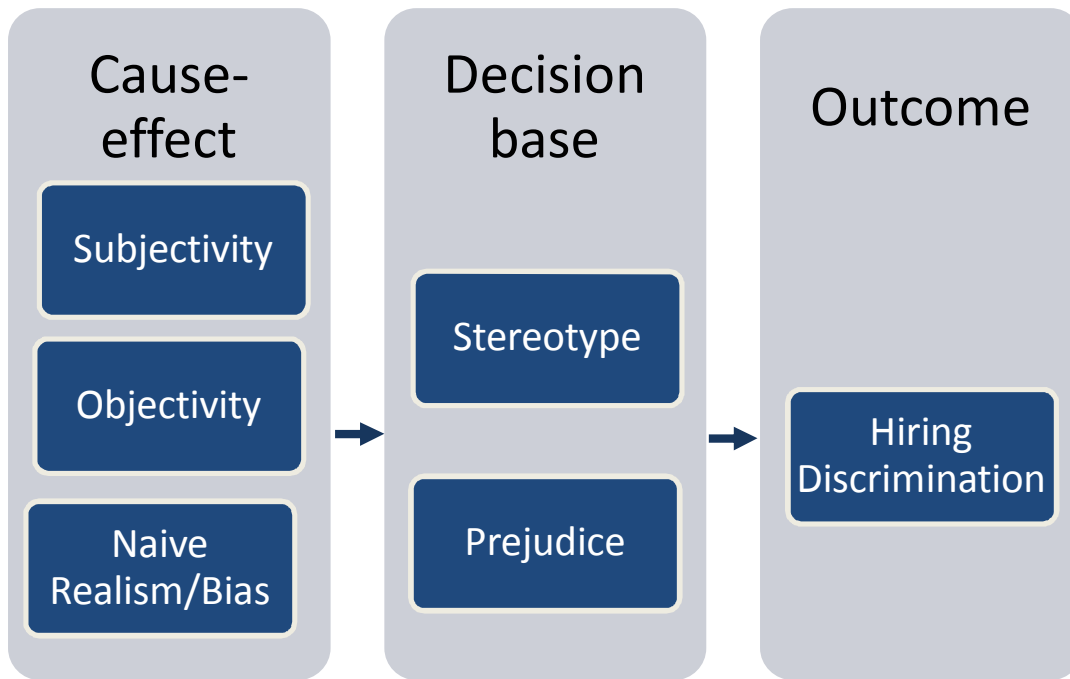 Cause-
effect
Subjectivity
Objectivity
Naive
Realism/Bias
Decision
base
Stereotype
Prejudice
Outcome
Hiring
Discrimination